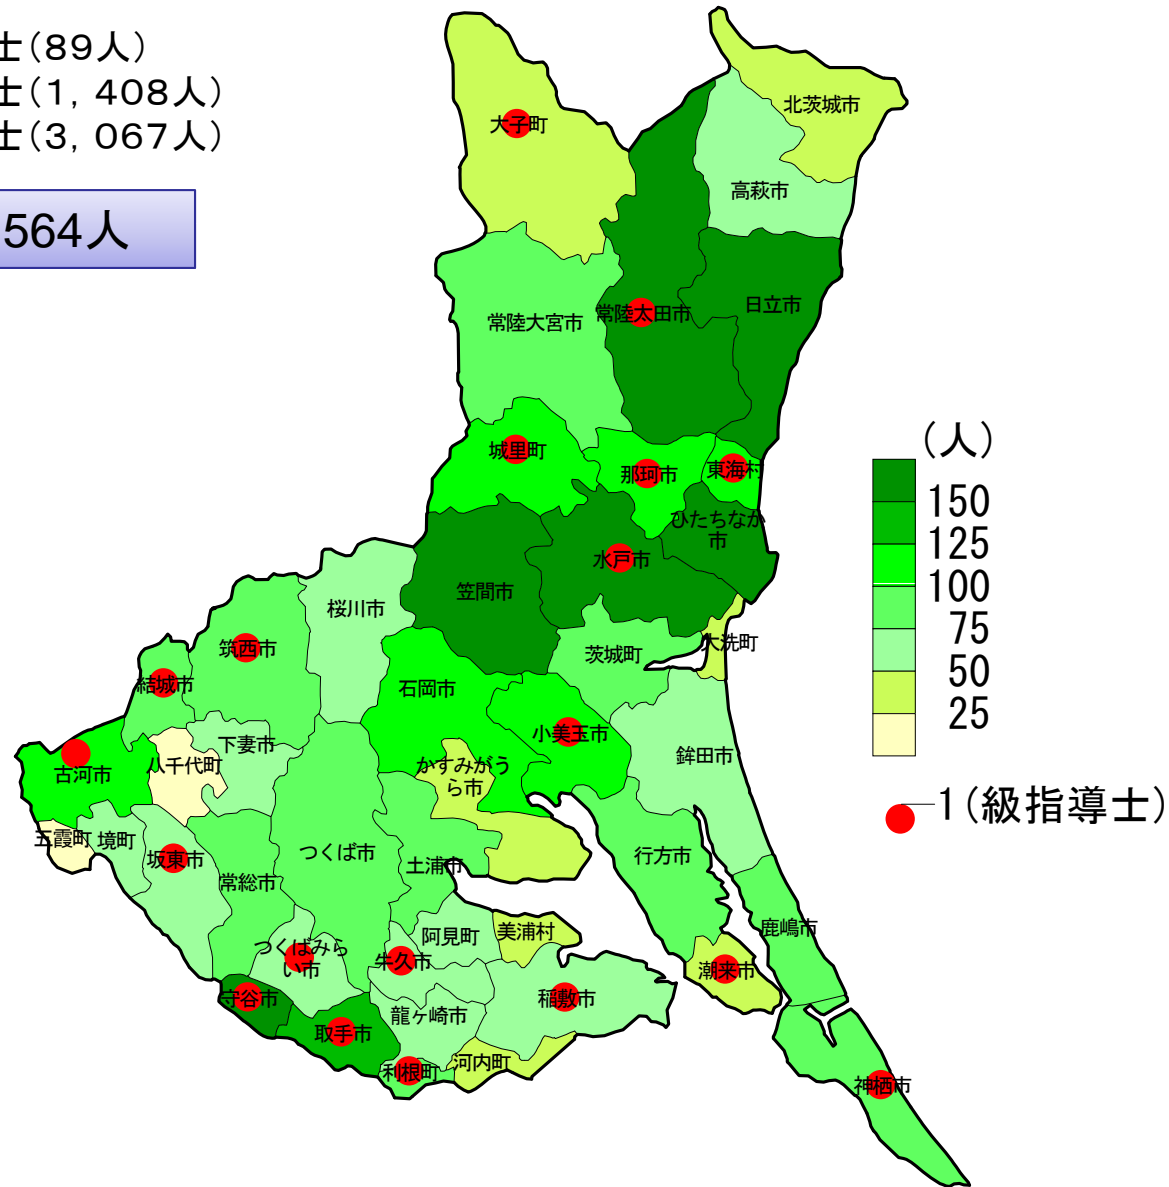 士(89人)
士(1, 408人)
士(3, 067人)
564人
北茨城市
大子町
高萩市
日立市
常陸太田市
常陸大宮市
城里町
那珂市
東海村
ひたちなか
市
水戸市
笠間市
桜川市
筑西市
茨城町
大洗町
結城市
石岡市
小美玉市
下妻市
鉾田市
古河市
八千代町
かすみがう
ら市
五霞町
境町
坂東市
つくば市
土浦市
行方市
常総市
鹿嶋市
阿見町
美浦村
つくばみら
い市
牛久市
潮来市
守谷市
稲敷市
龍ヶ崎市
取手市
河内町
利根町
神栖市
(人)
150
125
100
75
50
25
1(級指導士)